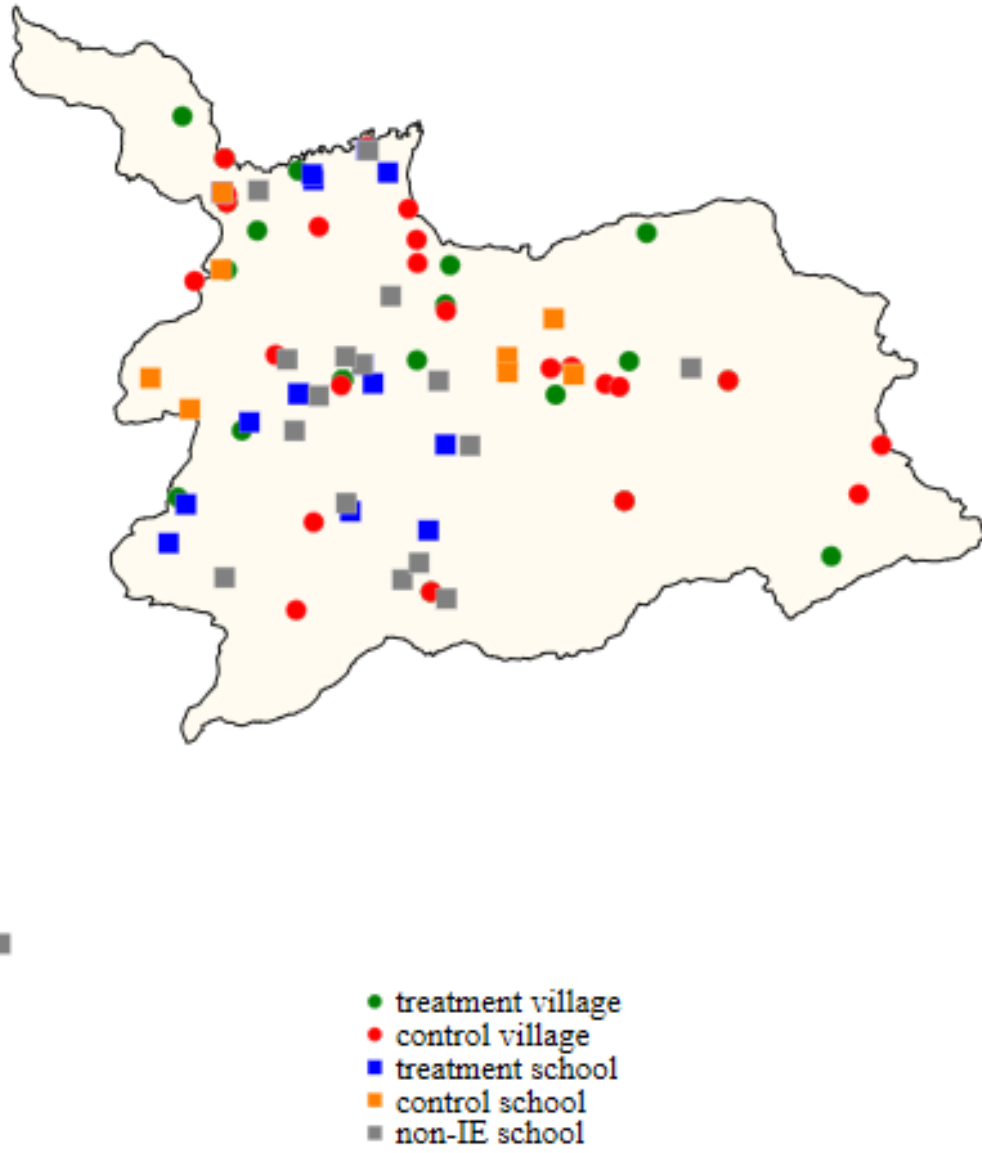 treatment village
control village
treatment school
control school
non-IE school